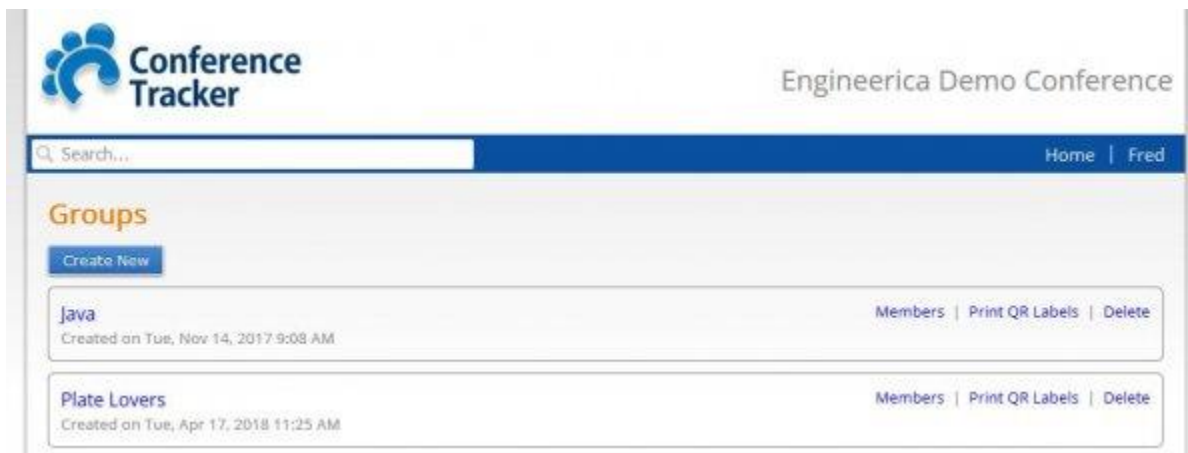 Conference
Tracker
Engineerica Demo Conference
Search...
Home | Fred
Groups
Create New
Java
Members | Print QR Labels | Delete
Created on Tue, Nov 14, 2017 9:08 AM
Plate Lovers
Members | Print QR Labels | Delete
Created on Tue, Apr 17, 2018 11:25 AM